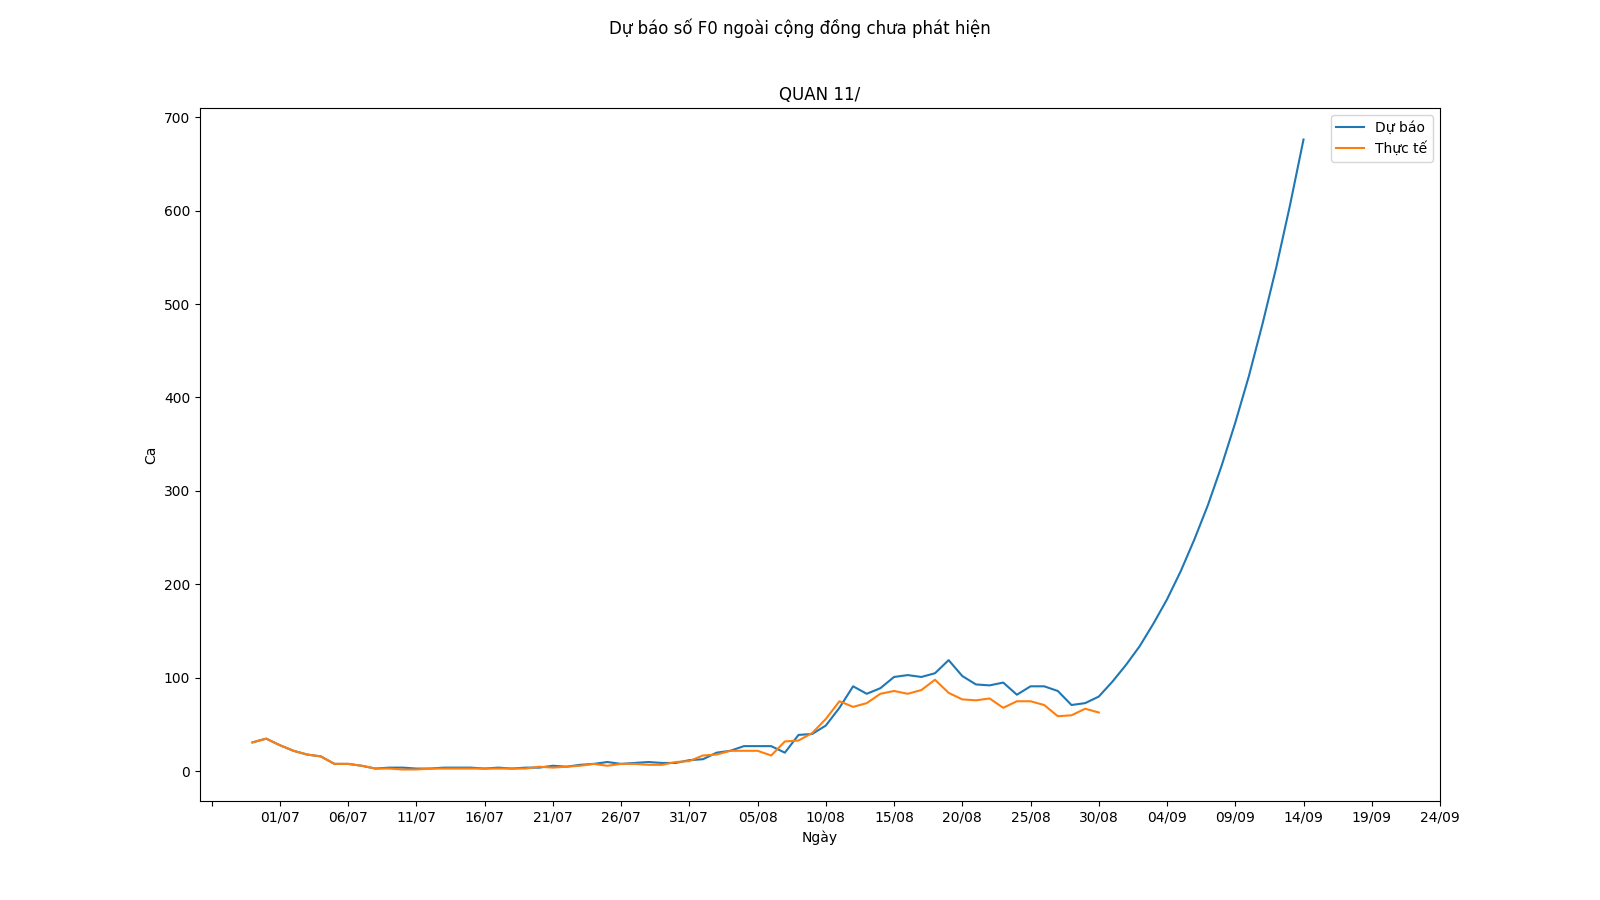 Dự báo số F0 ngoài cộng đồng chưa phát hiện
QUAN 11/
Dự báo
Thực tế
700
600
500
400
300
200
100
0
Ca
01/07 06/07 11/07 16/07 21/07 26/07 31/07 05/08 10/08 15/08 20/08 25/08 30/08 04/09 09/09 14/09 19/09 24/09
Ngày